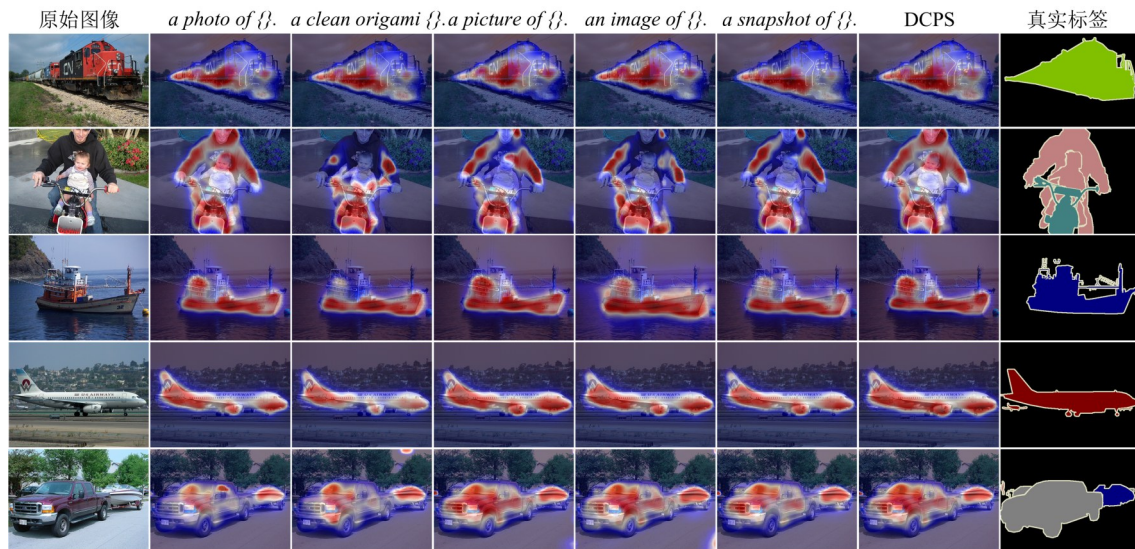 原始图像
a photo of {}.
a clean origami {}.
a picture of {}.
an image of {}.
a snapshot of {}.
DCPS
真实标签
CN